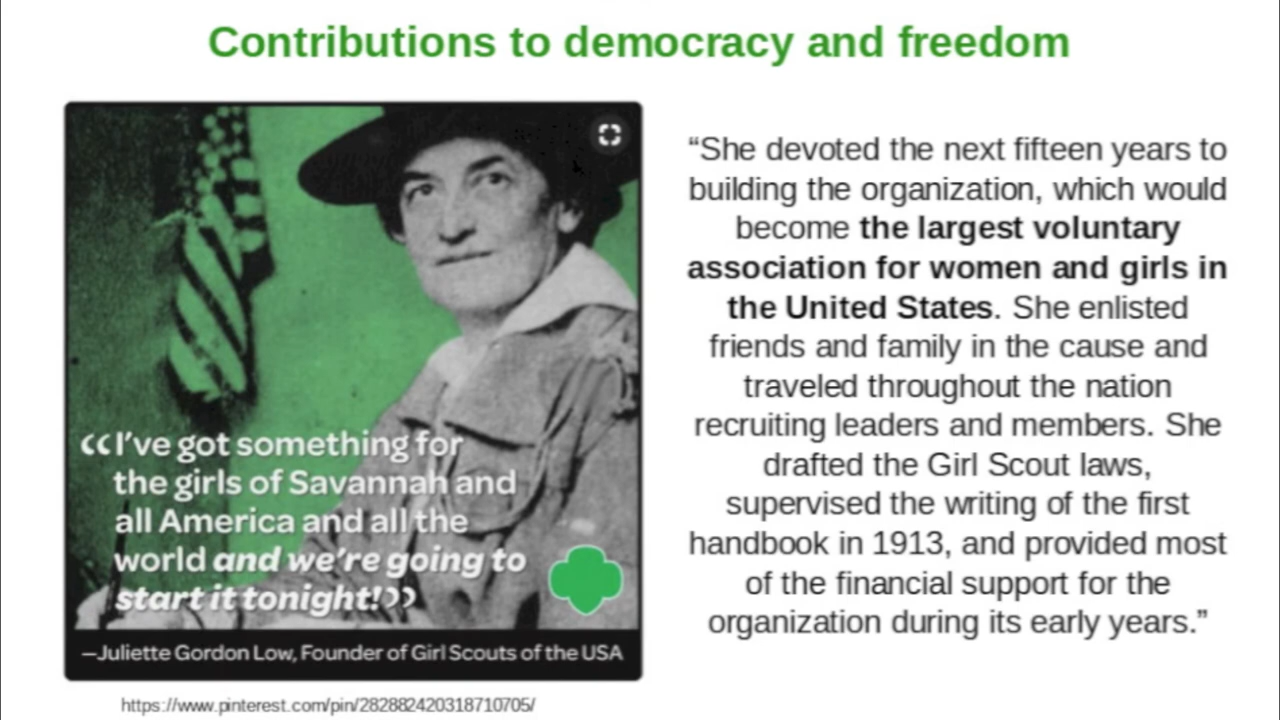 Contributions to democracy and freedom
“I’ve got something for
the girls of Savannah and
all America and all the
world and we’re going to
start it tonight!”
—Juliette Gordon Low, Founder of Girl Scouts of the USA
https://www.pinterest.com/pin/282882420318710705/
“She devoted the next fifteen years to
building the organization, which would
become the largest voluntary
association for women and girls in
the United States. She enlisted
friends and family in the cause and
traveled throughout the nation
recruiting leaders and members. She
drafted the Girl Scout laws,
supervised the writing of the first
handbook in 1913, and provided most
of the financial support for the
organization during its early years.”